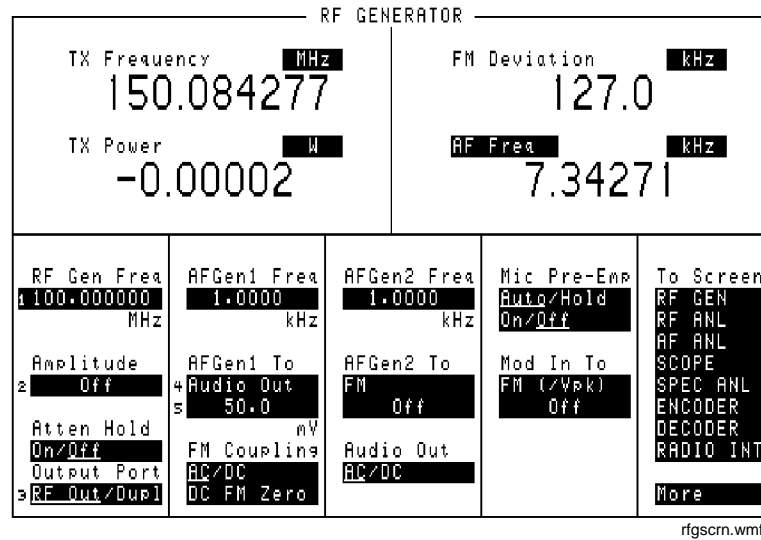 RF GENERATOR
TX Frequency MHz
150.084277
TX Power W
-0.00002
FM Deviation kHz
127.0
AF Freq kHz
7.34271
RF Gen Freq
1 100.000000
MHz
Amplitude
2 Off
Atten Hold
On/Off
Output Port
3 RF Out/Dupl
AFGen1 Freq
1.0000
kHz
AFGen1 To
4 Audio Out
5 50.0
mV
FM Coupling
AC/DC
DC FM Zero
AFGen2 Freq
1.0000
kHz
AFGen2 To
FM
Off
Audio Out
AC/DC
Mic Pre-Emp
Auto/Hold
On/Off
Mod In To
FM (/Vpk)
Off
To Screen
RF GEN
RF ANL
AF ANL
SCOPE
SPEC ANL
ENCODER
DECODER
RADIO INT
More
rfgscrn.wmf